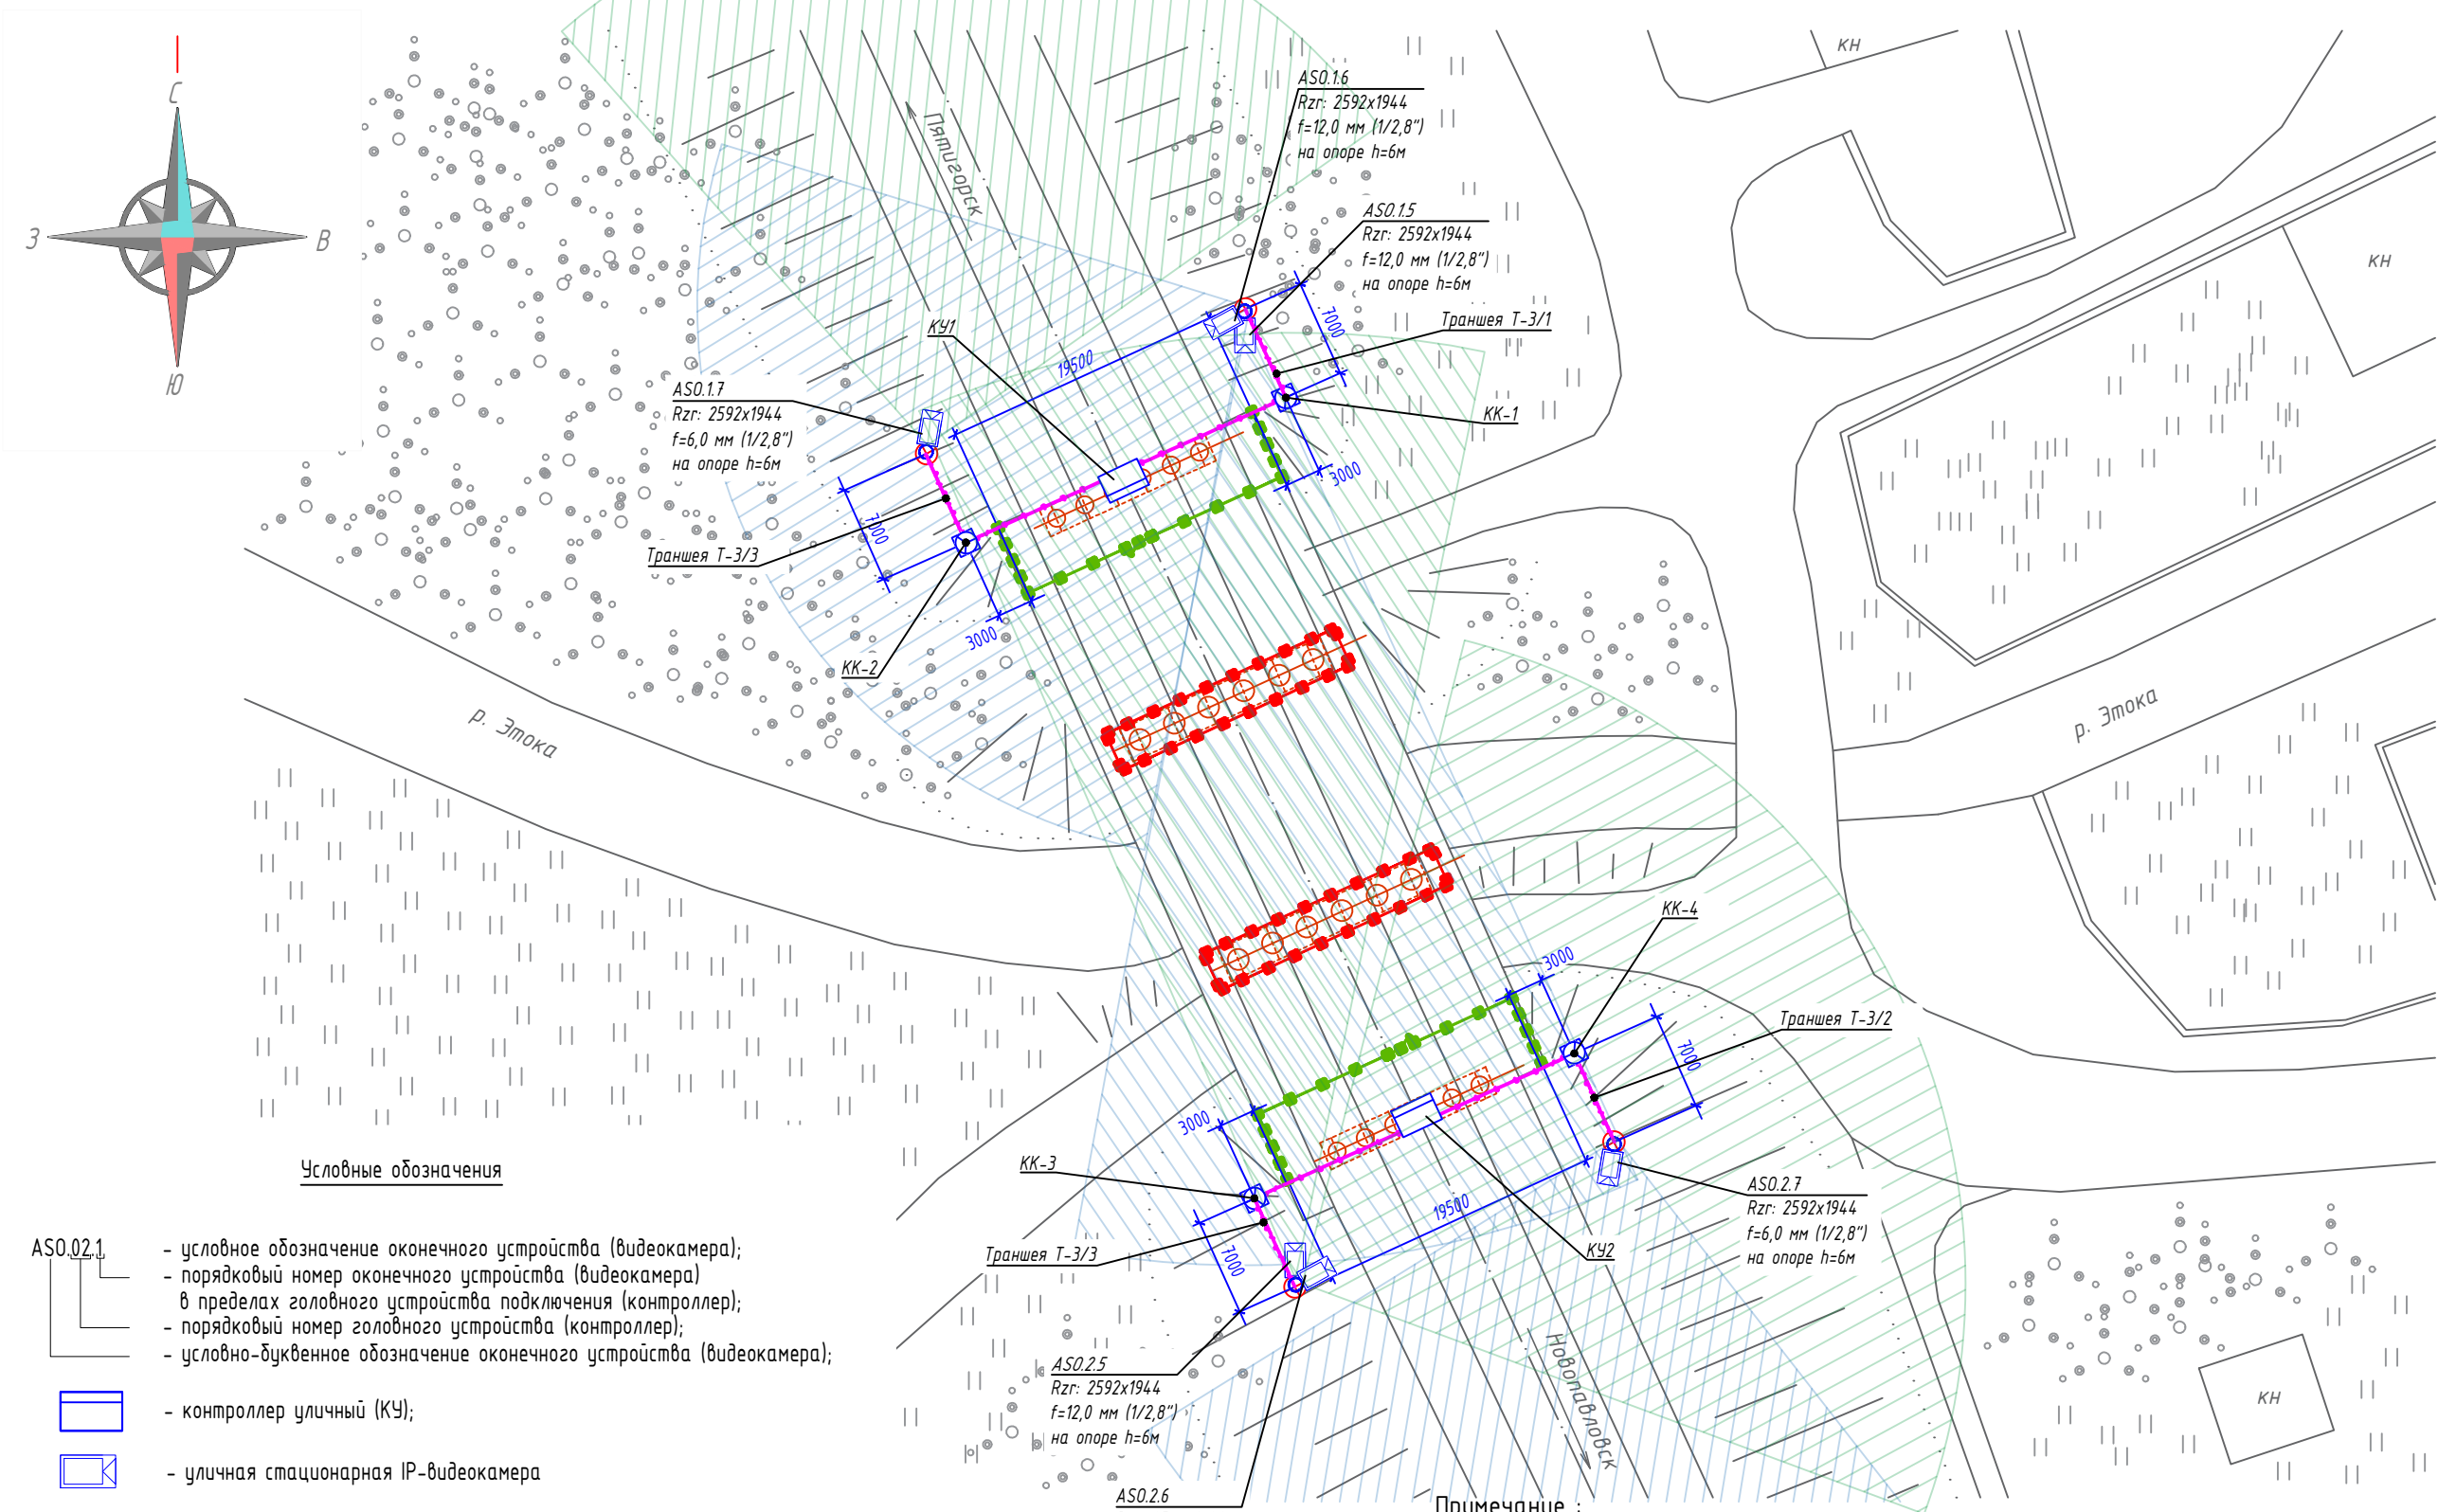 С
З
В
Ю
Пятигорск
ASO.1.6
Rzr: 2592x1944
f=12,0 мм (1/2,8")
на опоре h=6м
ASO.1.5
Rzr: 2592x1944
f=12,0 мм (1/2,8")
на опоре h=6м
КН
КН
Траншея Т-3/1
7000
КУ1
19500
ASO.1.7
Rzr: 2592x1944
f=6,0 мм (1/2,8")
на опоре h=6м
КК-1
3000
7000
Траншея Т-3/3
3000
КК-2
р. Этока
р. Этока
КК-4
3000
Траншея Т-3/2
7000
3000
КК-3
Траншея Т-3/3
7000
19500
КУ2
ASO.2.7
Rzr: 2592x1944
f=6,0 мм (1/2,8")
на опоре h=6м
ASO.2.5
Rzr: 2592x1944
f=12,0 мм (1/2,8")
на опоре h=6м
ASO.2.6
Новопавловск
КН
Условные обозначения
ASO.02.1
- условное обозначение оконечного устройства (видеокамера);
- порядковый номер оконечного устройства (видеокамера)
в пределах головного устройства подключения (контроллер);
- порядковый номер головного устройства (контроллер);
- условно-буквенное обозначение оконечного устройства (видеокамера);
- контроллер уличный (КУ);
- уличная стационарная IP-видеокамера
Примечание :